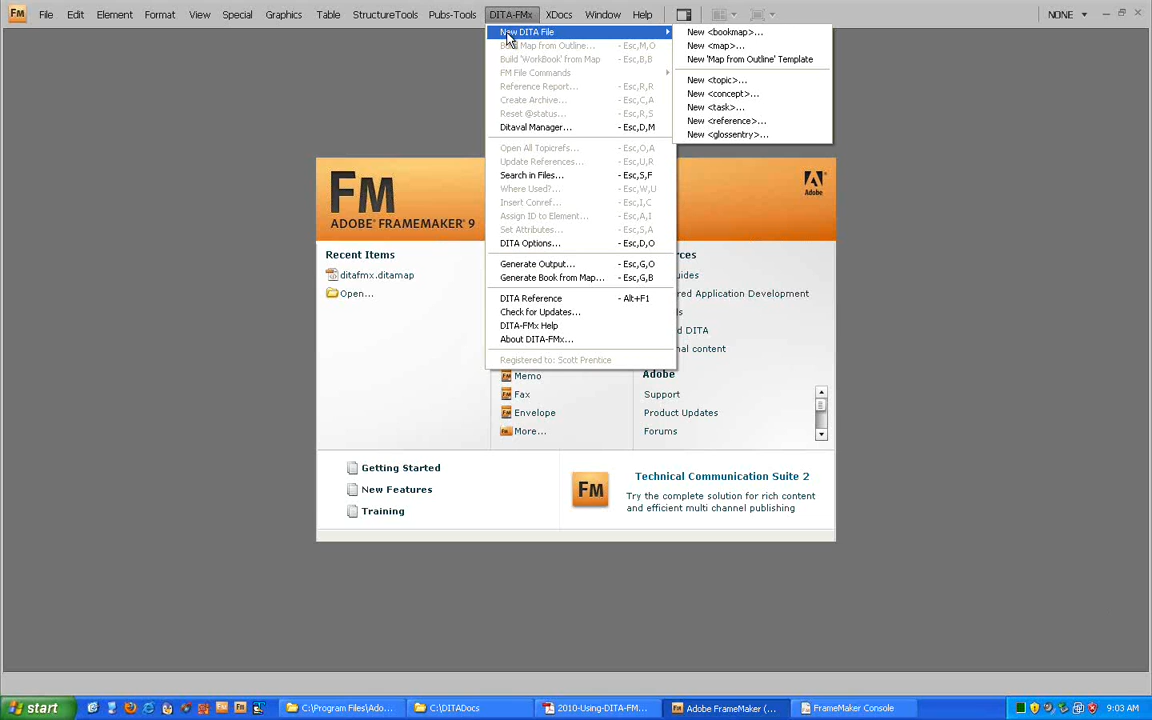 File Edit Element Format View Special Graphics Table StructureTools Pubs-Tools DITA-FMx XDocs Window Help NONE
New DITA File
Build 'WorkBook' from Map - Esc,B,B
Map from Outline... - Esc,M,O
FM File Commands
Reference Report... - Esc,R,R
Create Archive... - Esc,C,A
Reset @status... - Esc,R,S
Ditaval Manager... - Esc,D,M
Open All Topicrefs... - Esc,O,A
Update References... - Esc,U,R
Search in Files... - Esc,S,F
Where Used?... - Esc,W,U
Insert Conref... - Esc,I,C
Assign ID to Element... - Esc,A,I
Set Attributes... - Esc,S,A
DITA Options... - Esc,D,O
Generate Output... - Esc,G,O
Generate Book from Map... - Esc,G,B
DITA Reference - Alt+F1
Check for Updates...
DITA-FMx Help
About DITA-FMx...
Registered to: Scott Prentice
New <bookmap>...
New <map>...
New 'Map from Outline' Template
New <topic>...
New <concept>...
New <task>...
New <reference>...
New <glossentry>...
FM
ADOBE® FRAMEMAKER® 9
Adobe
Recent Items
ditafmx.ditamap
Open...
Memo
Fax
Envelope
More...
Adobe
Support
Product Updates
Forums
Getting Started
New Features
Training
FM
Technical Communication Suite 2
Try the complete solution for rich content
and efficient multi channel publishing
start C:\Program Files\Ado... C:\DITADocs 2010-Using-DITA-FM... Adobe FrameMaker (... FrameMaker Console 9:03 AM